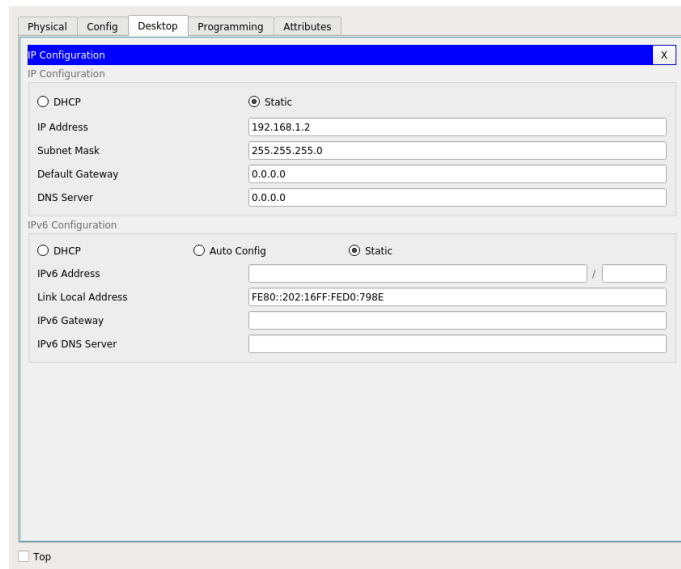 Physical Config Desktop Programming Attributes
IP Configuration X
IP Configuration
DHCP Static
IP Address 192.168.1.2
Subnet Mask 255.255.255.0
Default Gateway 0.0.0.0
DNS Server 0.0.0.0
IPv6 Configuration
DHCP Auto Config Static
IPv6 Address /
Link Local Address FE80::202:16FF:FED0:798E
IPv6 Gateway
IPv6 DNS Server
Top